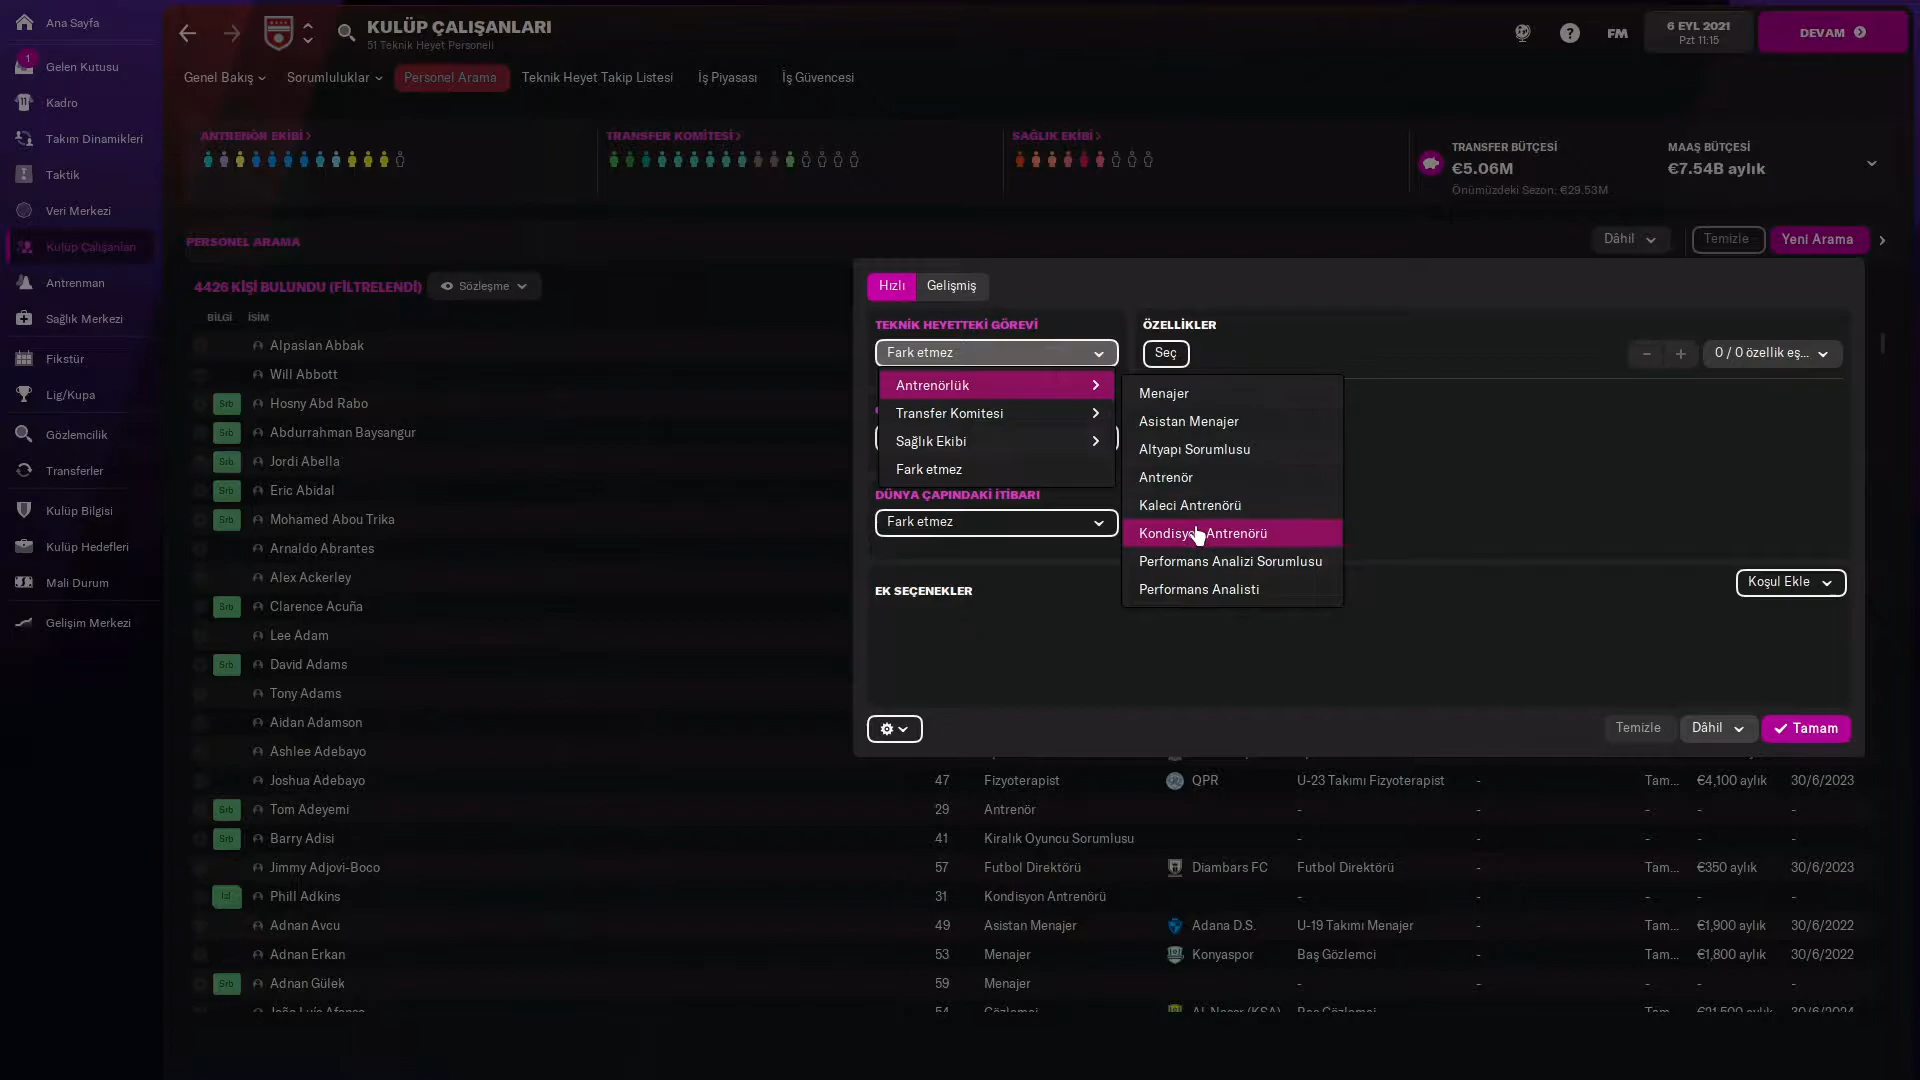 Ana Sayfa
1
Gelen Kutusu
Kadro
Takım Dinamikleri
Taktik
Veri Merkezi
Kulüp Çalışanları
Antrenman
Sağlık Merkezi
Fikstür
Lig/Kupa
Gözlemcilik
Transferler
Kulüp Bilgisi
Kulüp Hedefleri
Mali Durum
Gelişim Merkezi
KULÜP ÇALIŞANLARI
51 Teknik Heyet Personeli
FM
6 EYL 2021
Pzt 11:15
DEVAM
Genel Bakış
Sorumluluklar
Personel Arama
Teknik Heyet Takip Listesi
İş Piyasası
İş Güvencesi
ANTRENÖR EKİBİ >
TRANSFER KOMİTESİ >
SAĞLIK EKİBİ >
TRANSFER BÜTÇESİ
€5.06M
Önümüzdeki Sezon: €29.53M
MAAŞ BÜTÇESİ
€7.54B aylık
PERSONEL ARAMA
Dâhil
Temizle
Yeni Arama
4426 KİŞİ BULUNDU (FİLTRELENDİ)
Sözleşme
BİLGİ İSİM
Alpaslan Abbak
Will Abbott
Srb Hosny Abd Rabo
Srb Abdurrahman Baysangur
Srb Jordi Abella
Srb Eric Abidal
Srb Mohamed Abou Trika
Arnaldo Abrantes
Alex Ackerley
Srb Clarence Acuña
Lee Adam
Srb David Adams
Tony Adams
Aidan Adamson
Ashlee Adebayo
Joshua Adebayo 47 Fizyoterapist QPR U-23 Takımı Fizyoterapist - Tam... €4,100 aylık 30/6/2023
Srb Tom Adeyemi 29 Antrenör - - - - -
Srb Barry Adisi 41 Kiralık Oyuncu Sorumlusu - - - - -
Jimmy Adjovi-Boco 57 Futbol Direktörü Diambars FC Futbol Direktörü - Tam... €350 aylık 30/6/2023
Phill Adkins 31 Kondisyon Antrenörü - - - - -
Adnan Avcu 49 Asistan Menajer Adana D.S. U-19 Takımı Menajer - Tam... €1,900 aylık 30/6/2022
Adnan Erkan 53 Menajer Konyaspor Baş Gözlemci - Tam... €1,800 aylık 30/6/2022
Srb Adnan Gülek 59 Menajer - - - - -
Hızlı
Gelişmiş
TEKNİK HEYETTEKİ GÖREVİ
Fark etmez
Antrenörlük
Transfer Komitesi
Sağlık Ekibi
Fark etmez
DÜNYA ÇAPINDAKİ İTİBARI
Fark etmez
ÖZELLİKLER
Seç
0 / 0 özellik eş...
Menajer
Asistan Menajer
Altyapı Sorumlusu
Antrenör
Kaleci Antrenörü
Kondisyon Antrenörü
Performans Analizi Sorumlusu
Performans Analisti
EK SEÇENEKLER
Koşul Ekle
Temizle
Dâhil
Tamam